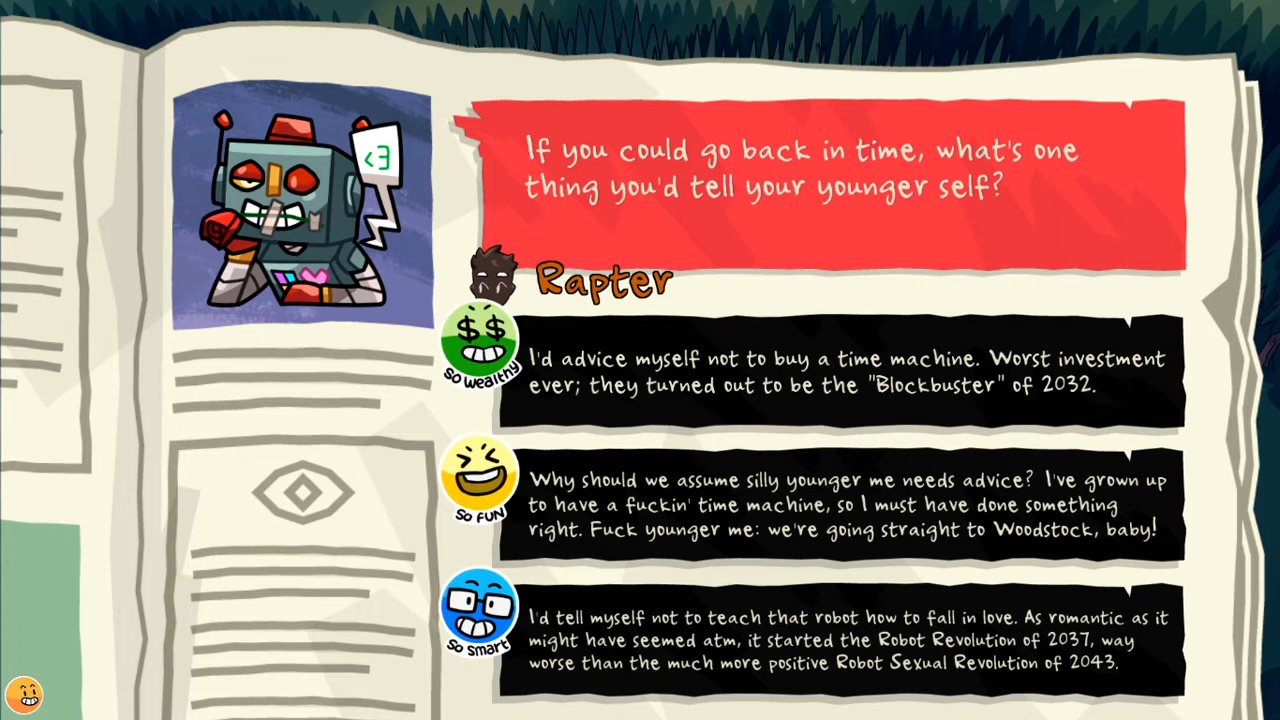 <3
If you could go back in time, what's one
thing you'd tell your younger self?
Rapter
SO WEALTHY
I'd advice myself not to buy a time machine. Worst investment
ever; they turned out to be the "Blockbuster" of 2032.
SO FUN
Why should we assume silly younger me needs advice? I've grown up
to have a fuckin' time machine, so I must have done something
right. Fuck younger me: we're going straight to Woodstock, baby!
So Smart
I'd tell myself not to teach that robot how to fall in love. As romantic as it
might have seemed atm, it started the Robot Revolution of 2037, way
worse than the much more positive Robot Sexual Revolution of 2043.